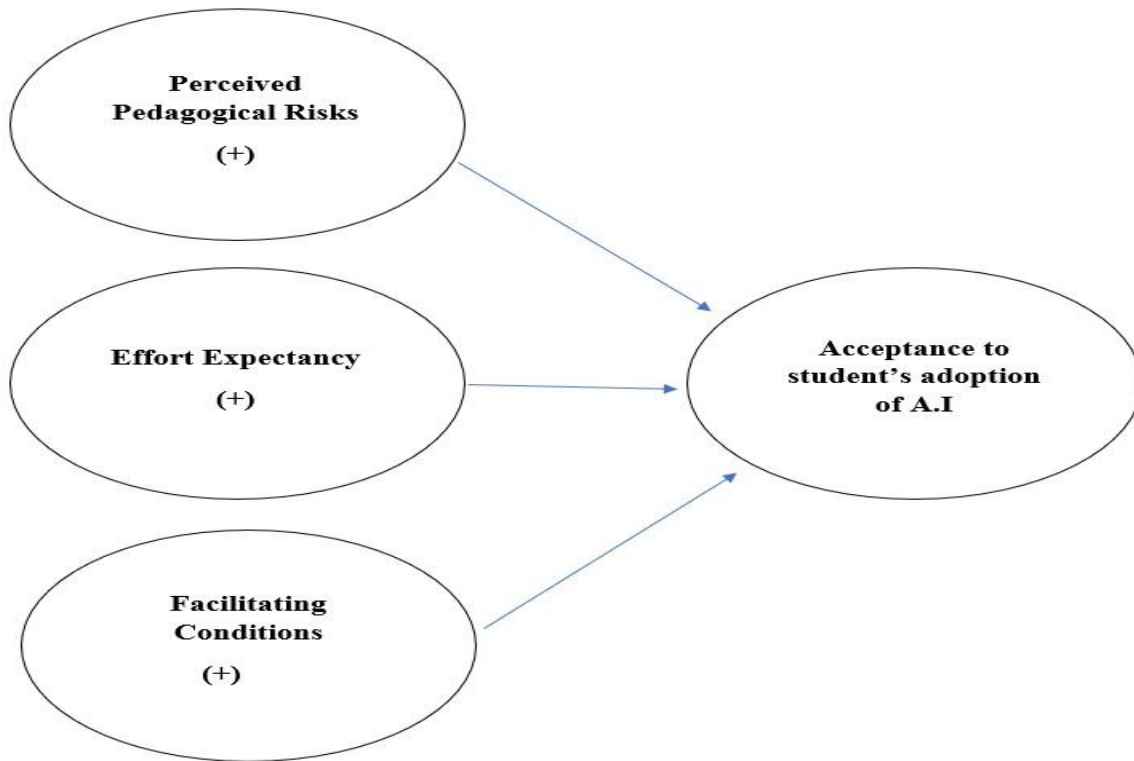 Perceived
Pedagogical Risks
(+)
Effort Expectancy
(+)
Facilitating
Conditions
(+)
Acceptance to
student’s adoption
of A.I